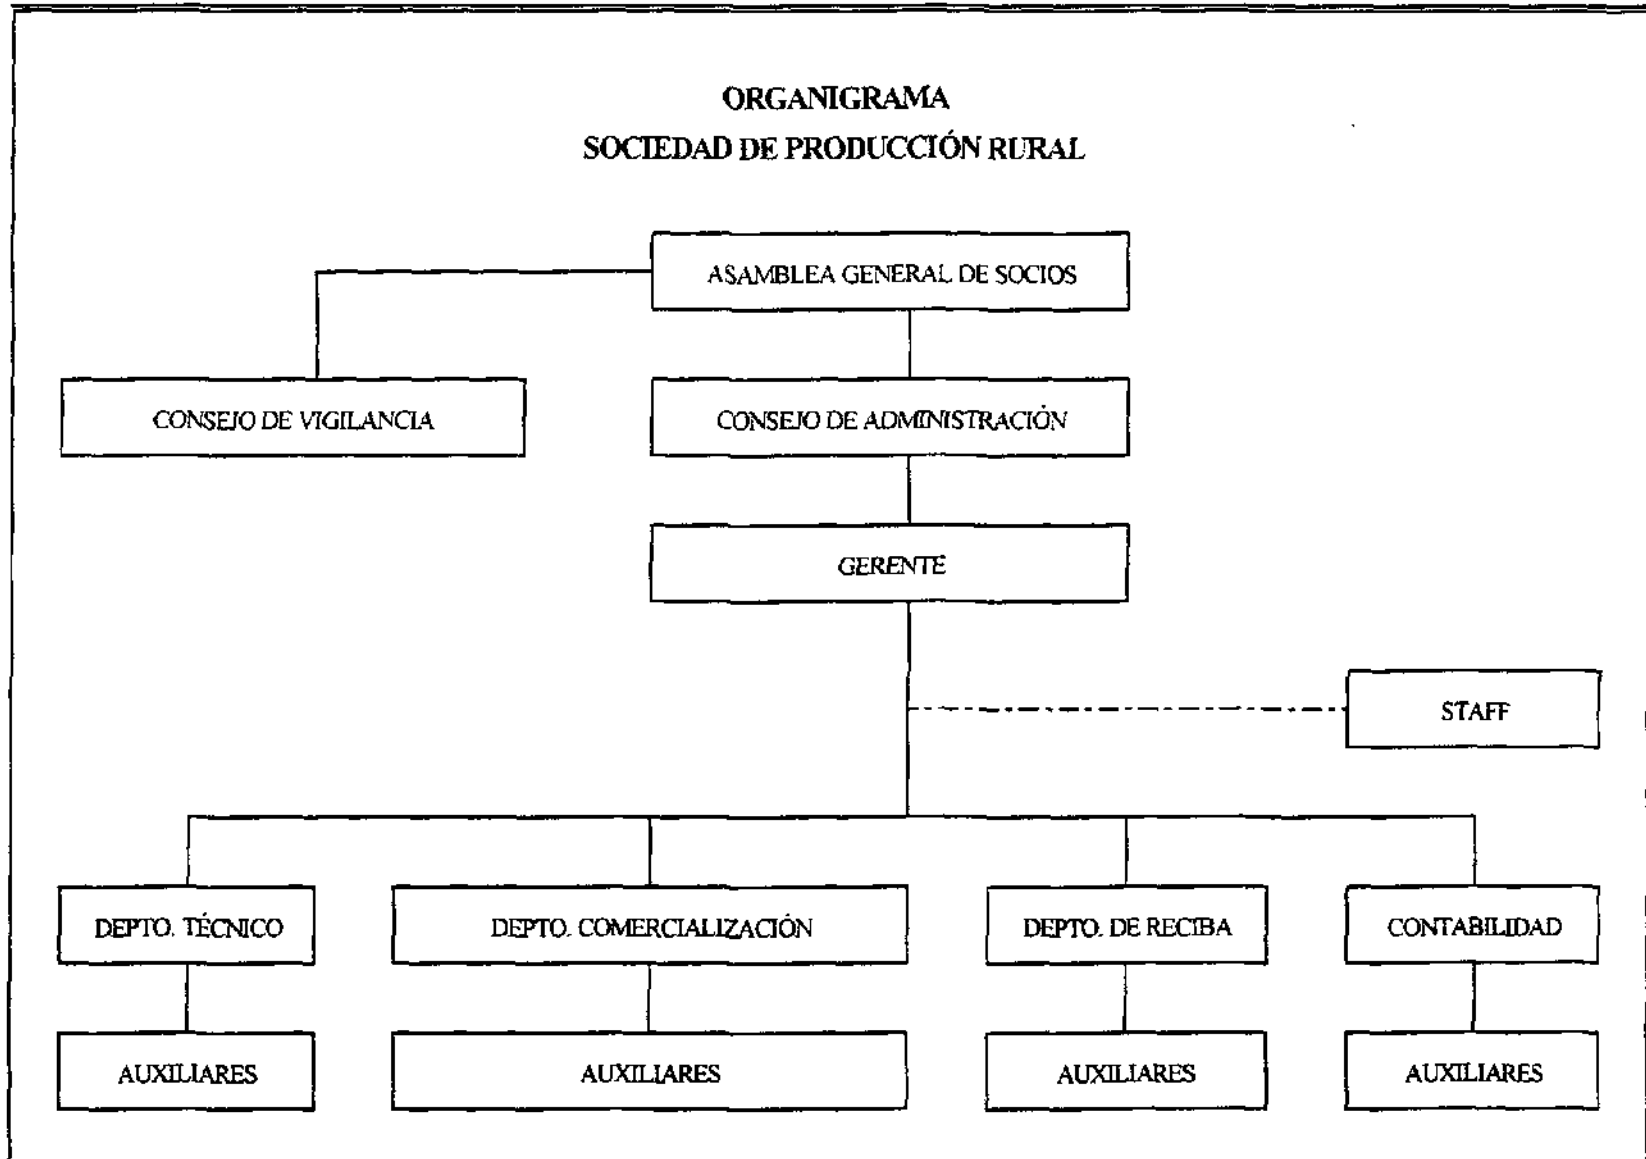 ORGANIGRAMA
SOCIEDAD DE PRODUCCIÓN RURAL
ASAMBLEA GENERAL DE SOCIOS
CONSEJO DE VIGILANCIA
CONSEJO DE ADMINISTRACIÓN
GERENTE
STAFF
DEPTO. TÉCNICO
DEPTO. COMERCIALIZACIÓN
DEPTO. DE RECIBA
CONTABILIDAD
AUXILIARES
AUXILIARES
AUXILIARES
AUXILIARES